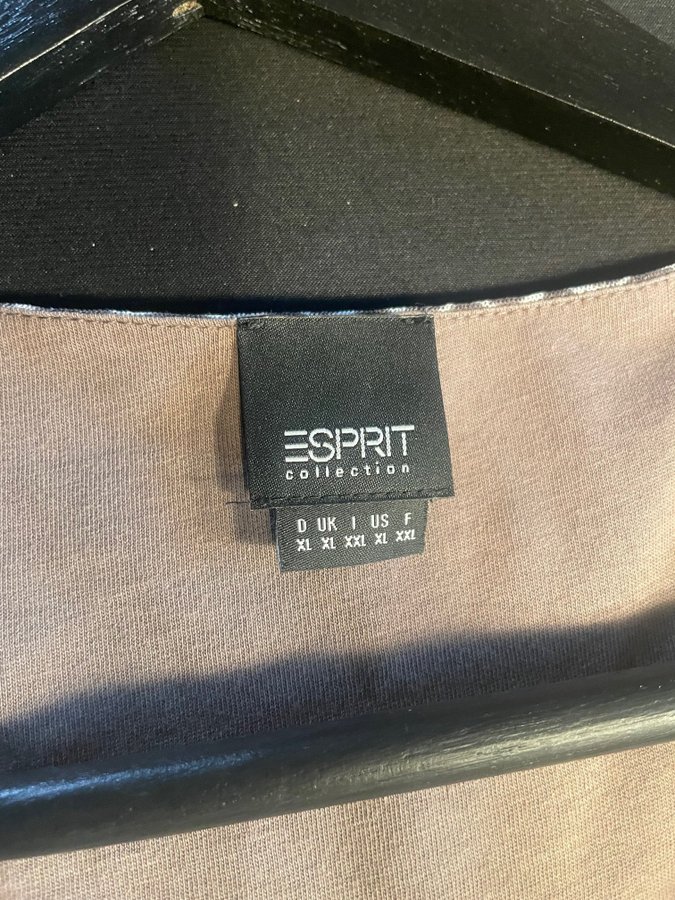 ESPRIT
collection
D UK I US F
XL XL XXL XL XXL